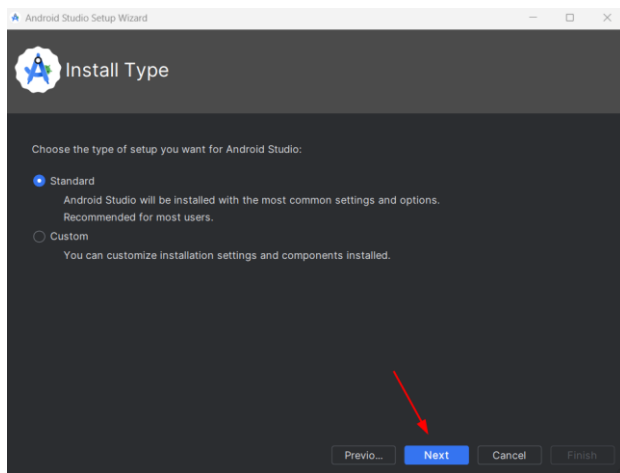 Android Studio Setup Wizard
Install Type
Choose the type of setup you want for Android Studio:
Standard
Android Studio will be installed with the most common settings and options.
Recommended for most users.
Custom
You can customize installation settings and components installed.
Previo... Next Cancel Finish